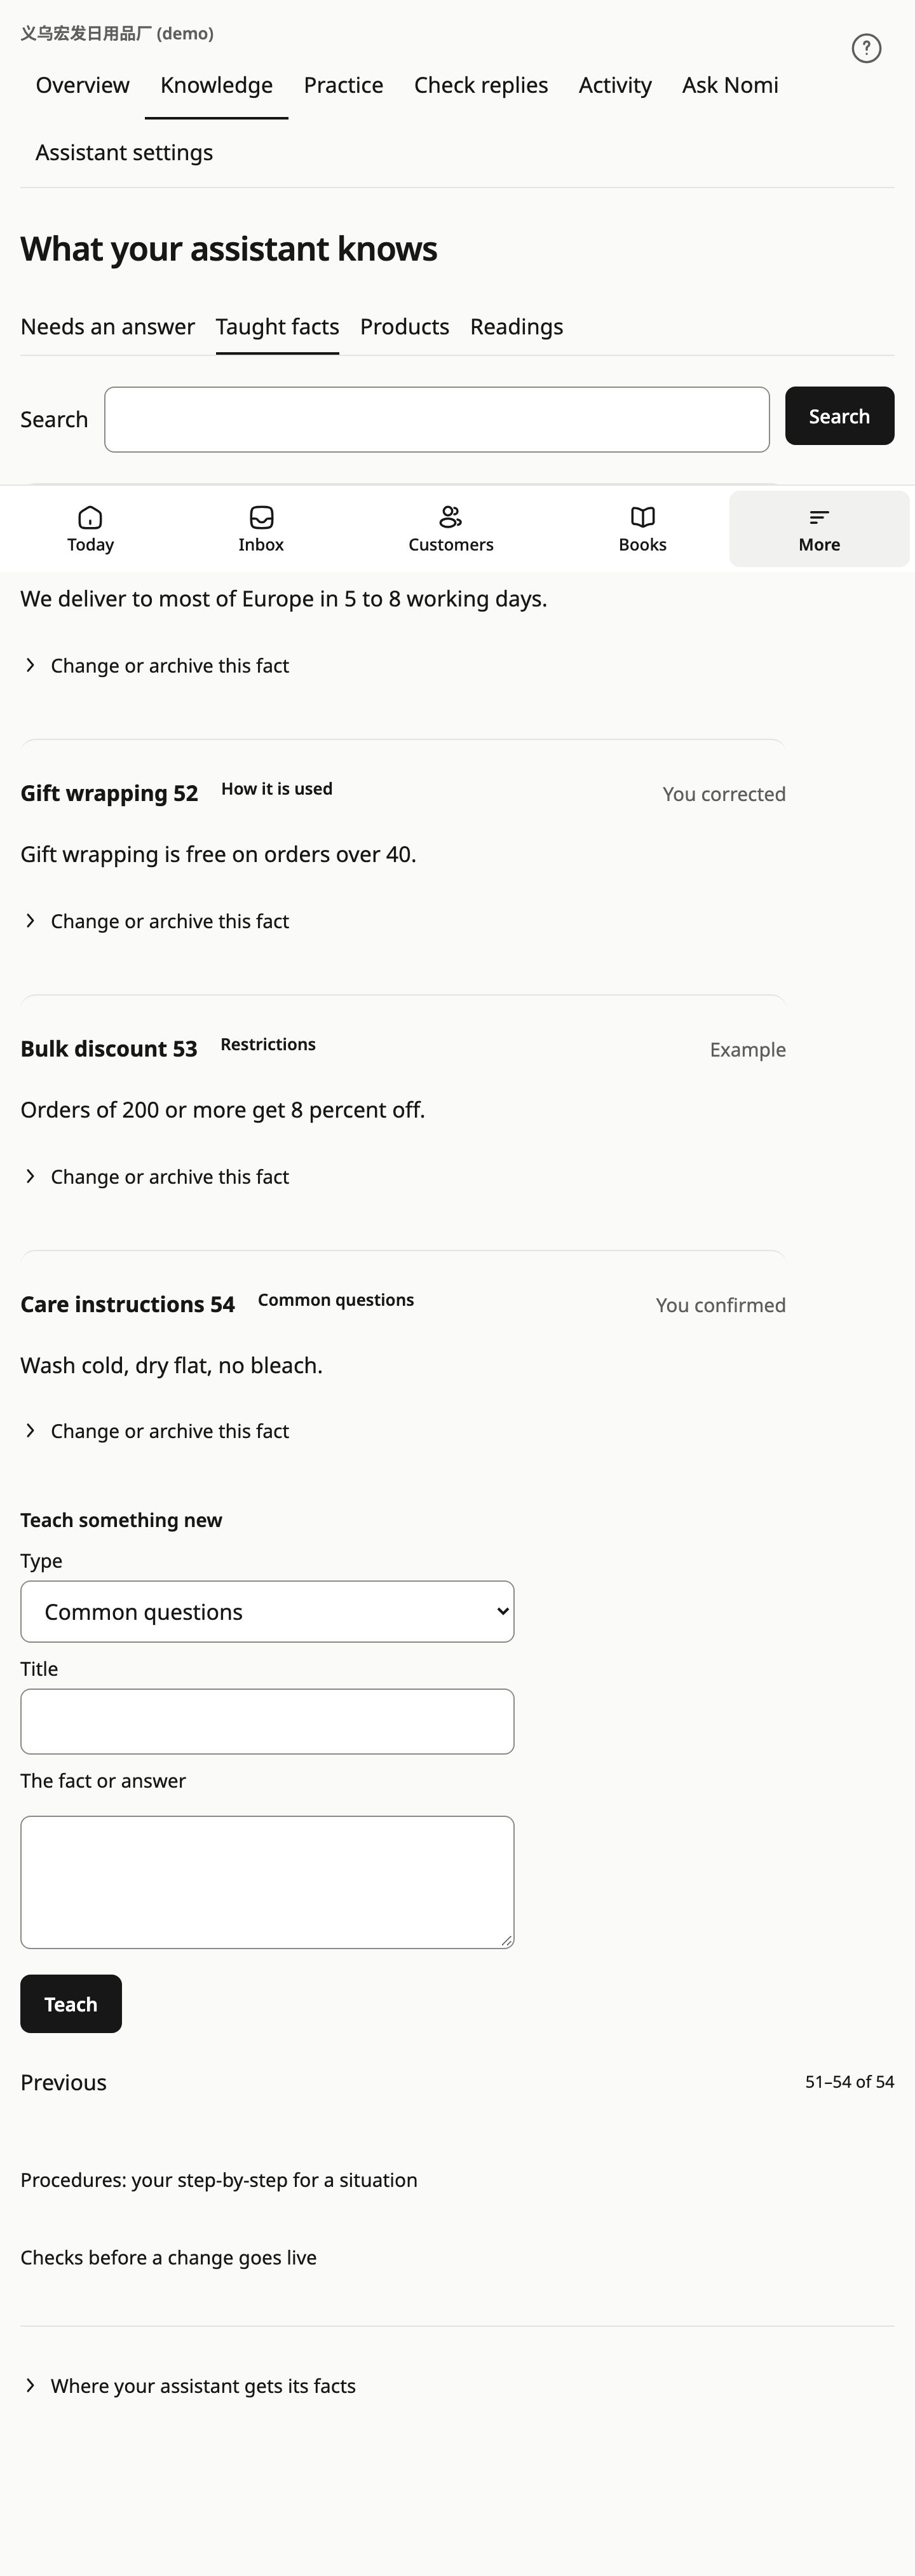 义乌宏发日用品厂 (demo)
Overview Knowledge Practice Check replies Activity Ask Nomi
Assistant settings
What your assistant knows
Needs an answer Taught facts Products Readings
Search Search
Today Inbox Customers Books More
We deliver to most of Europe in 5 to 8 working days.
Change or archive this fact
Gift wrapping 52 How it is used You corrected
Gift wrapping is free on orders over 40.
Change or archive this fact
Bulk discount 53 Restrictions Example
Orders of 200 or more get 8 percent off.
Change or archive this fact
Care instructions 54 Common questions You confirmed
Wash cold, dry flat, no bleach.
Change or archive this fact
Teach something new
Type
Common questions
Title
The fact or answer
Teach
Previous 51–54 of 54
Procedures: your step-by-step for a situation
Checks before a change goes live
Where your assistant gets its facts